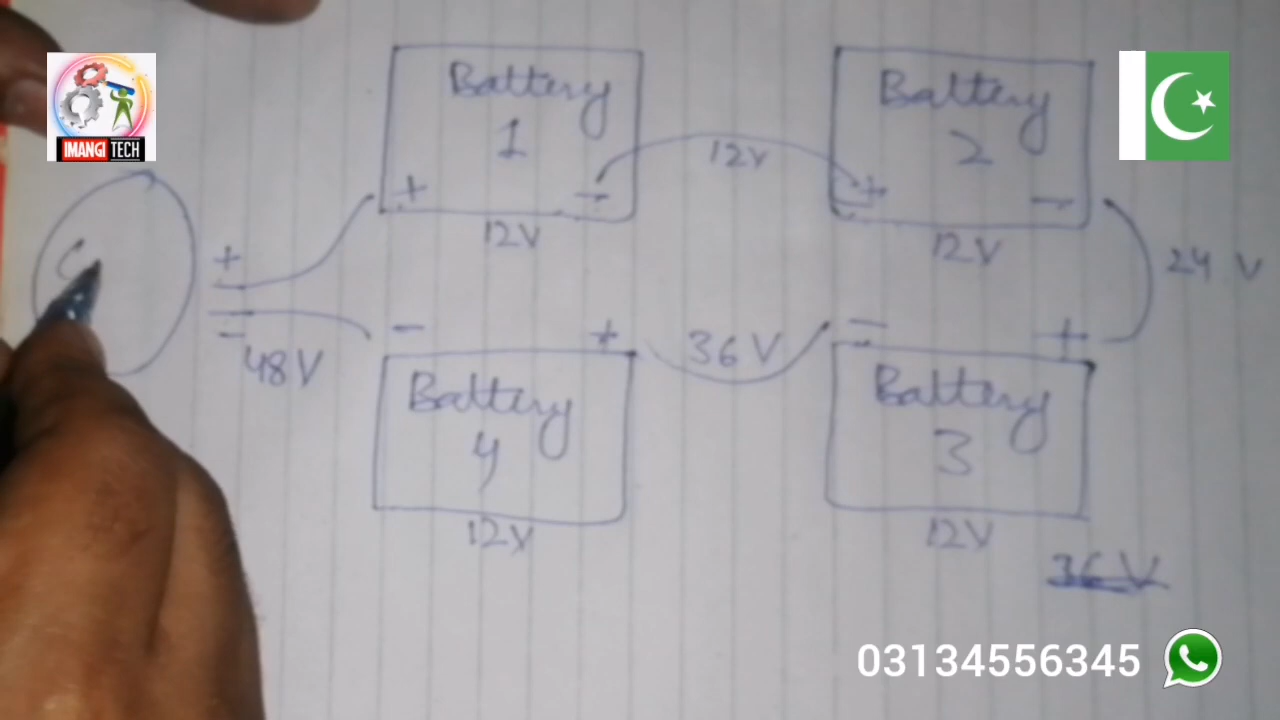 IMANGI TECH
Battery
1
+
-
12V
12V
Battery
2
+
-
12V
24 V
+
-
48V
-
+
Battery
4
12V
36 V
-
+
Battery
3
12V
36 V
03134556345